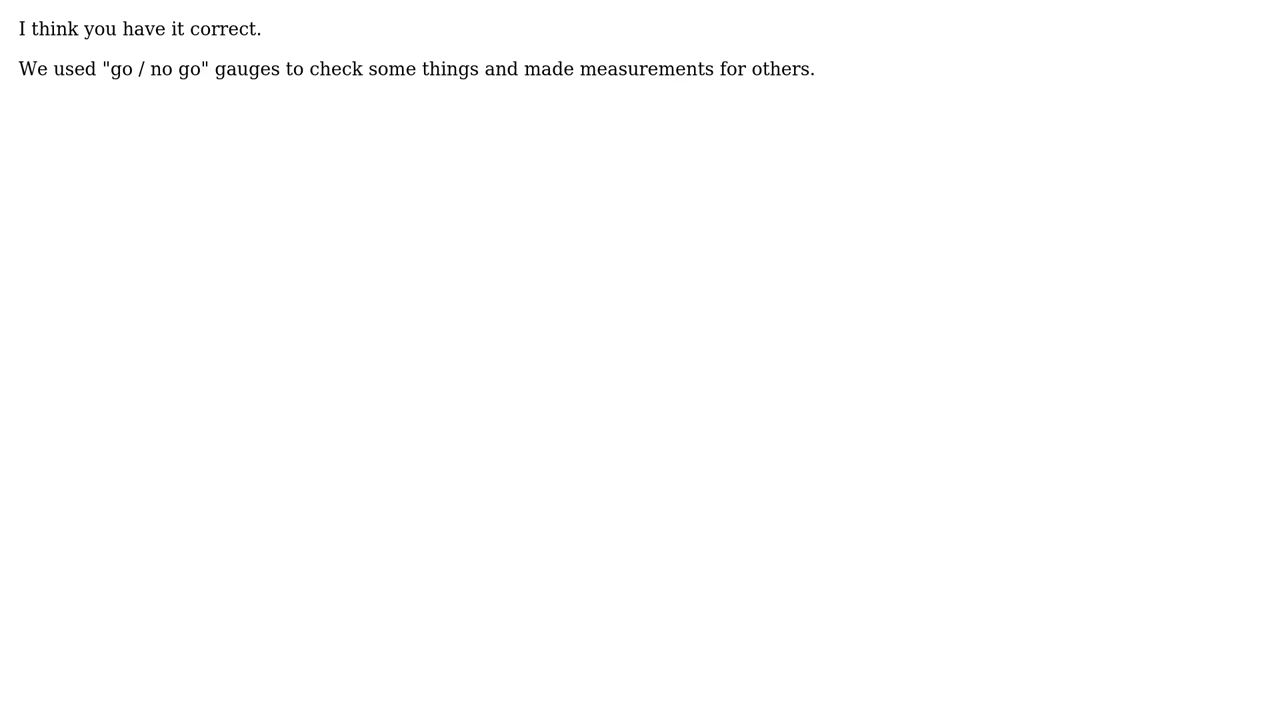 I think you have it correct.
We used "go / no go" gauges to check some things and made measurements for others.